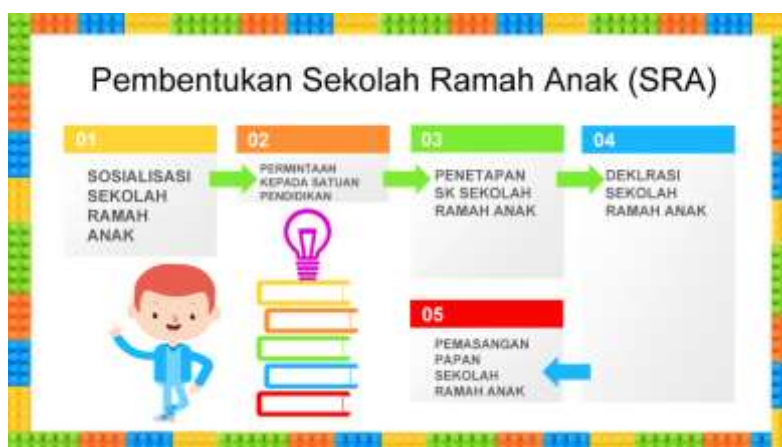 Pembentukan Sekolah Ramah Anak (SRA)
01
SOSIALISASI
SEKOLAH
RAMAH
ANAK
02
PERMINTAAN
KEPADA SATUAN
PENDIDIKAN
03
PENETAPAN
SK SEKOLAH
RAMAH ANAK
04
DEKLRASI
SEKOLAH
RAMAH ANAK
05
PEMASANGAN
PAPAN
SEKOLAH
RAMAH ANAK